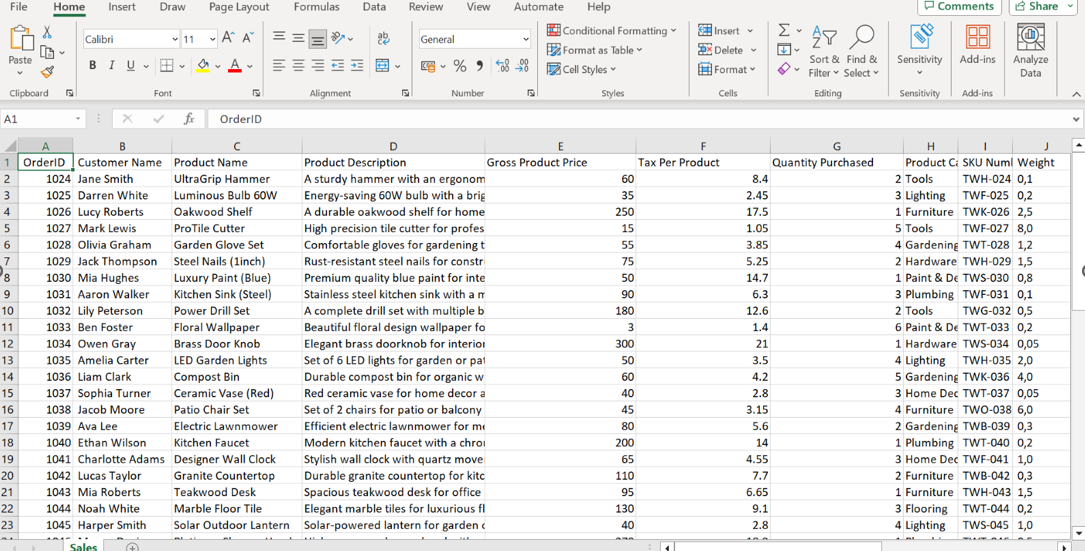 File Home Insert Draw Page Layout Formulas Data Review View Automate Help Comments Share
Calibri 11 A A ab General Conditional Formatting Insert Σ
Paste B I U A % Format as Table Delete Sort & Filter Find & Select Sensitivity Add-ins Analyze Data
Cell Styles Format
Clipboard Font Alignment Number Styles Cells Editing Sensitivity Add-ins
A1 fx OrderID
A B C D E F G H I J
1 OrderID Customer Name Product Name Product Description Gross Product Price Tax Per Product Quantity Purchased Product Ca SKU Numl Weight
2 1024 Jane Smith UltraGrip Hammer A sturdy hammer with an ergonom 60 8.4 2 Tools TWH-024 0,1
3 1025 Darren White Luminous Bulb 60W Energy-saving 60W bulb with a brig 35 2.45 3 Lighting TWF-025 0,2
4 1026 Lucy Roberts Oakwood Shelf A durable oakwood shelf for home 250 17.5 1 Furniture TWK-026 2,5
5 1027 Mark Lewis ProTile Cutter High precision tile cutter for profes 15 1.05 5 Tools TWF-027 8,0
6 1028 Olivia Graham Garden Glove Set Comfortable gloves for gardening t 55 3.85 4 Gardening TWT-028 1,2
7 1029 Jack Thompson Steel Nails (1inch) Rust-resistant steel nails for constr 75 5.25 2 Hardware TWH-029 1,5
8 1030 Mia Hughes Luxury Paint (Blue) Premium quality blue paint for inte 50 14.7 1 Paint & De TWS-030 0,8
9 1031 Aaron Walker Kitchen Sink (Steel) Stainless steel kitchen sink with a m 90 6.3 3 Plumbing TWF-031 0,1
10 1032 Lily Peterson Power Drill Set A complete drill set with multiple b 180 12.6 2 Tools TWG-032 0,5
11 1033 Ben Foster Floral Wallpaper Beautiful floral design wallpaper fo 3 1.4 6 Paint & De TWT-033 0,2
12 1034 Owen Gray Brass Door Knob Elegant brass doorknob for interior 300 21 1 Hardware TWS-034 0,05
13 1035 Amelia Carter LED Garden Lights Set of 6 LED lights for garden or pat 50 3.5 4 Lighting TWH-035 2,0
14 1036 Liam Clark Compost Bin Durable compost bin for organic w 60 4.2 5 Gardening TWK-036 4,0
15 1037 Sophia Turner Ceramic Vase (Red) Red ceramic vase for home decor a 40 2.8 3 Home Dec TWT-037 0,05
16 1038 Jacob Moore Patio Chair Set Set of 2 chairs for patio or balcony 45 3.15 4 Furniture TWO-038 6,0
17 1039 Ava Lee Electric Lawnmower Efficient electric lawnmower for me 80 5.6 2 Gardening TWB-039 0,3
18 1040 Ethan Wilson Kitchen Faucet Modern kitchen faucet with a chro 200 14 1 Plumbing TWT-040 0,2
19 1041 Charlotte Adams Designer Wall Clock Stylish wall clock with quartz move 65 4.55 3 Home Dec TWF-041 1,0
20 1042 Lucas Taylor Granite Countertop Durable granite countertop for kitc 110 7.7 2 Furniture TWB-042 0,3
21 1043 Mia Roberts Teakwood Desk Spacious teakwood desk for office 95 6.65 1 Furniture TWH-043 1,5
22 1044 Noah White Marble Floor Tile Elegant marble tiles for luxurious fl 130 9.1 3 Flooring TWT-044 0,2
23 1045 Harper Smith Solar Outdoor Lantern Solar-powered lantern for garden o 40 2.8 4 Lighting TWS-045 1,0
Sales